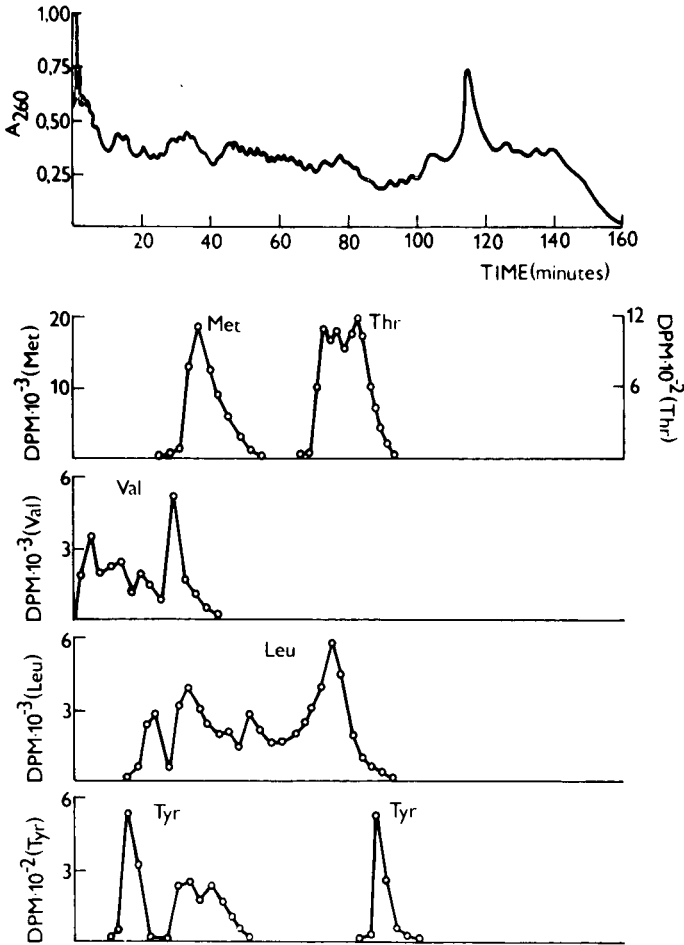 1,00
0,75
0,50
0,25
A260
20 40 60 80 100 120 140 160
TIME (minutes)
20
10
DPM·10-3 (Met)
Met
Thr
12
6
DPM·10-2 (Thr)
6
3
DPM·10-3 (Val)
Val
6
3
DPM·10-3 (Leu)
Leu
6
3
DPM·10-2 (Tyr)
Tyr
Tyr